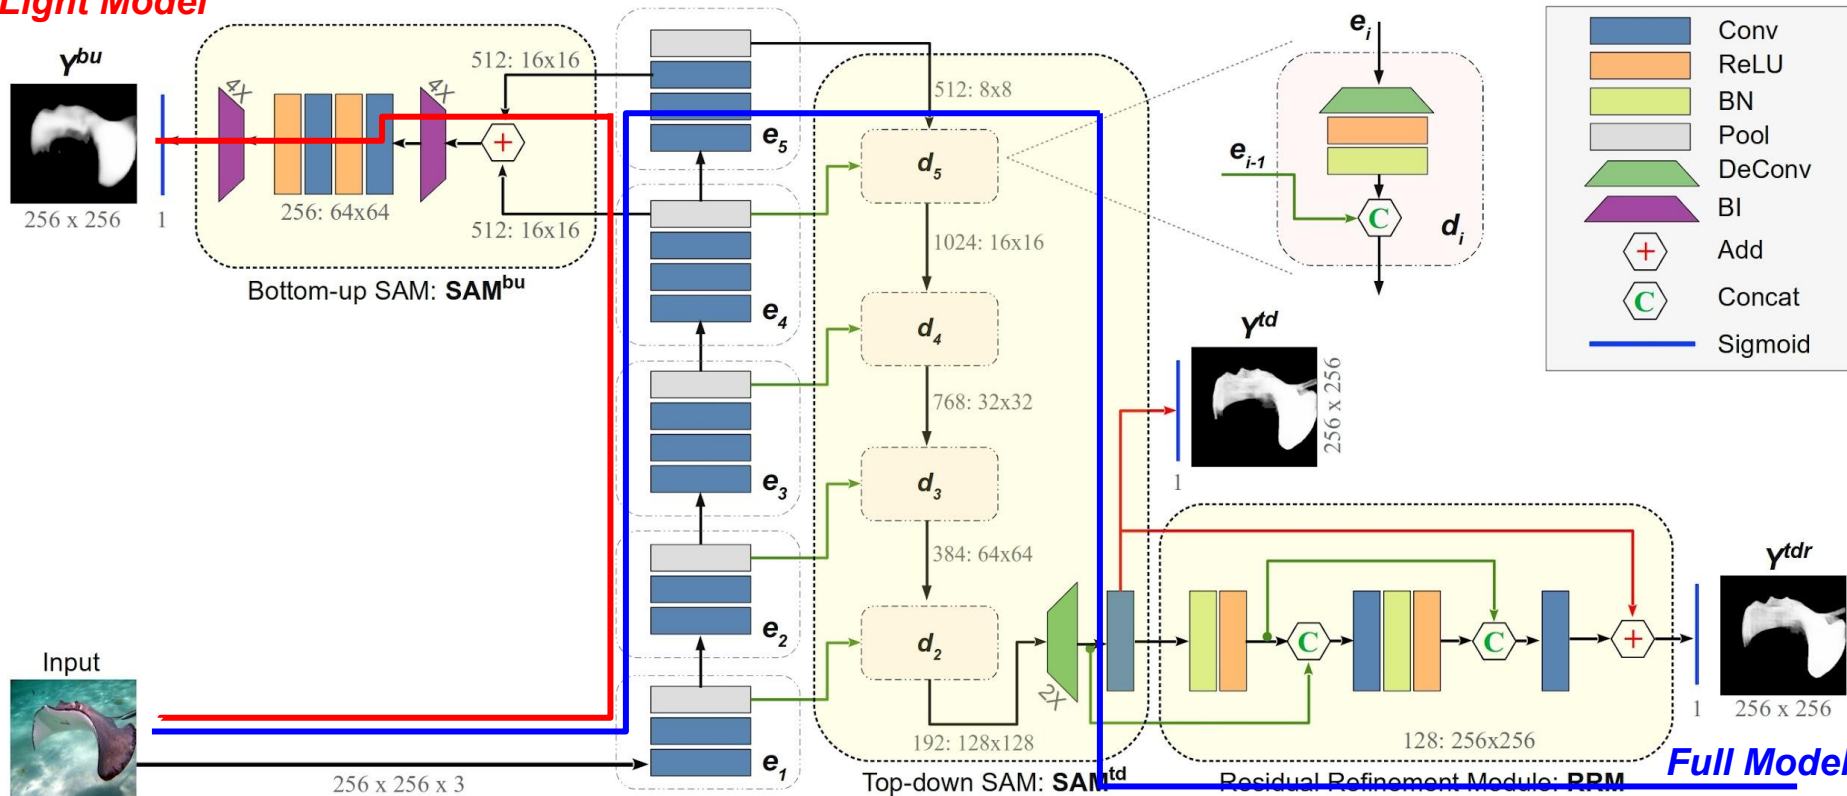 Light Model
Y^bu
256 x 256
1
4X
4X
256: 64x64
512: 16x16
+
512: 16x16
Bottom-up SAM: SAM^bu
e_5
e_4
e_3
e_2
e_1
Input
256 x 256 x 3
512: 8x8
d_5
1024: 16x16
d_4
768: 32x32
d_3
384: 64x64
d_2
192: 128x128
2X
Top-down SAM: SAM^td
e_i
e_i-1
C
d_i
Y^td
256 x 256
1
C
C
+
128: 256x256
Residual Refinement Module: RRM
Y^tdr
1
256 x 256
Full Model
Conv
ReLU
BN
Pool
DeConv
BI
+ Add
C Concat
Sigmoid